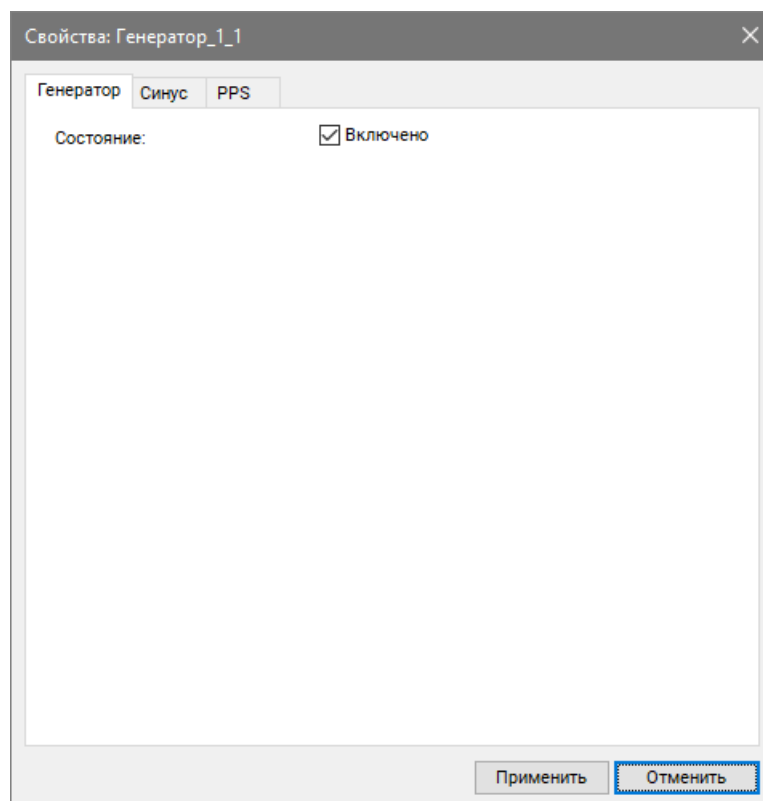 Свойства: Генератор_1_1
Генератор Синус PPS
Состояние: Включено
Применить Отменить